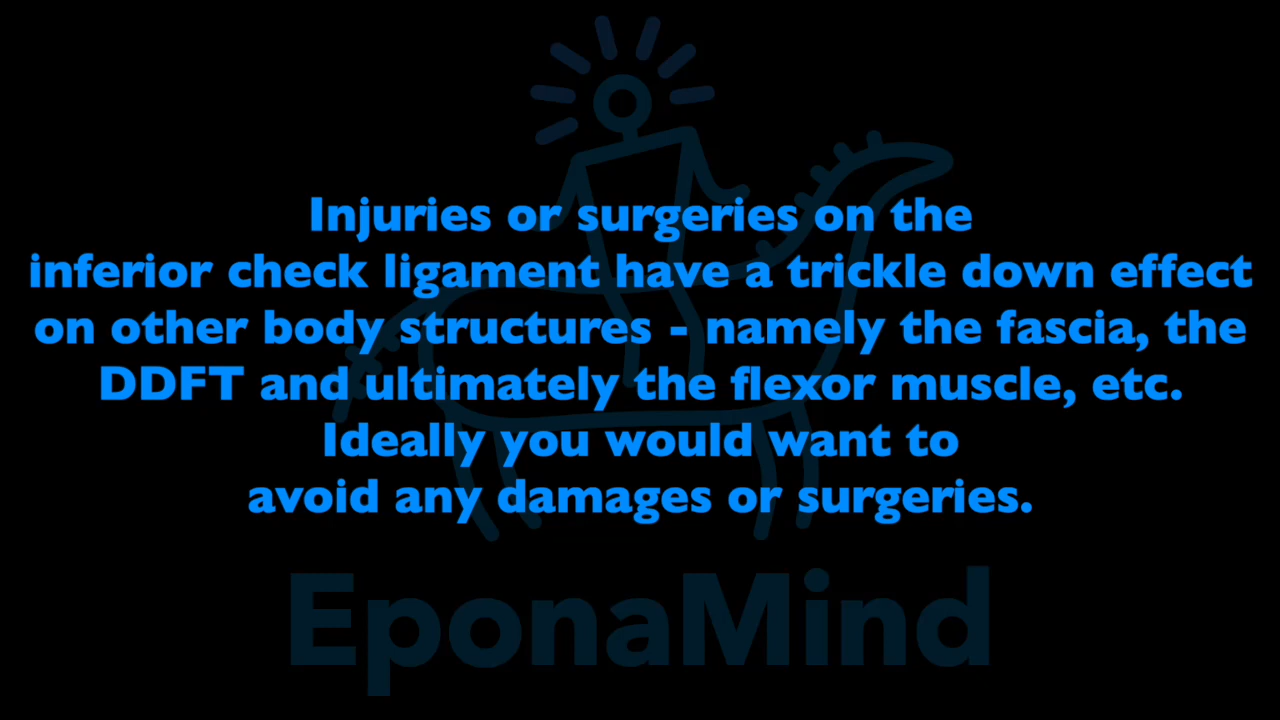 Injuries or surgeries on the
inferior check ligament have a trickle down effect
on other body structures - namely the fascia, the
DDFT and ultimately the flexor muscle, etc.
Ideally you would want to
avoid any damages or surgeries.
EponaMind